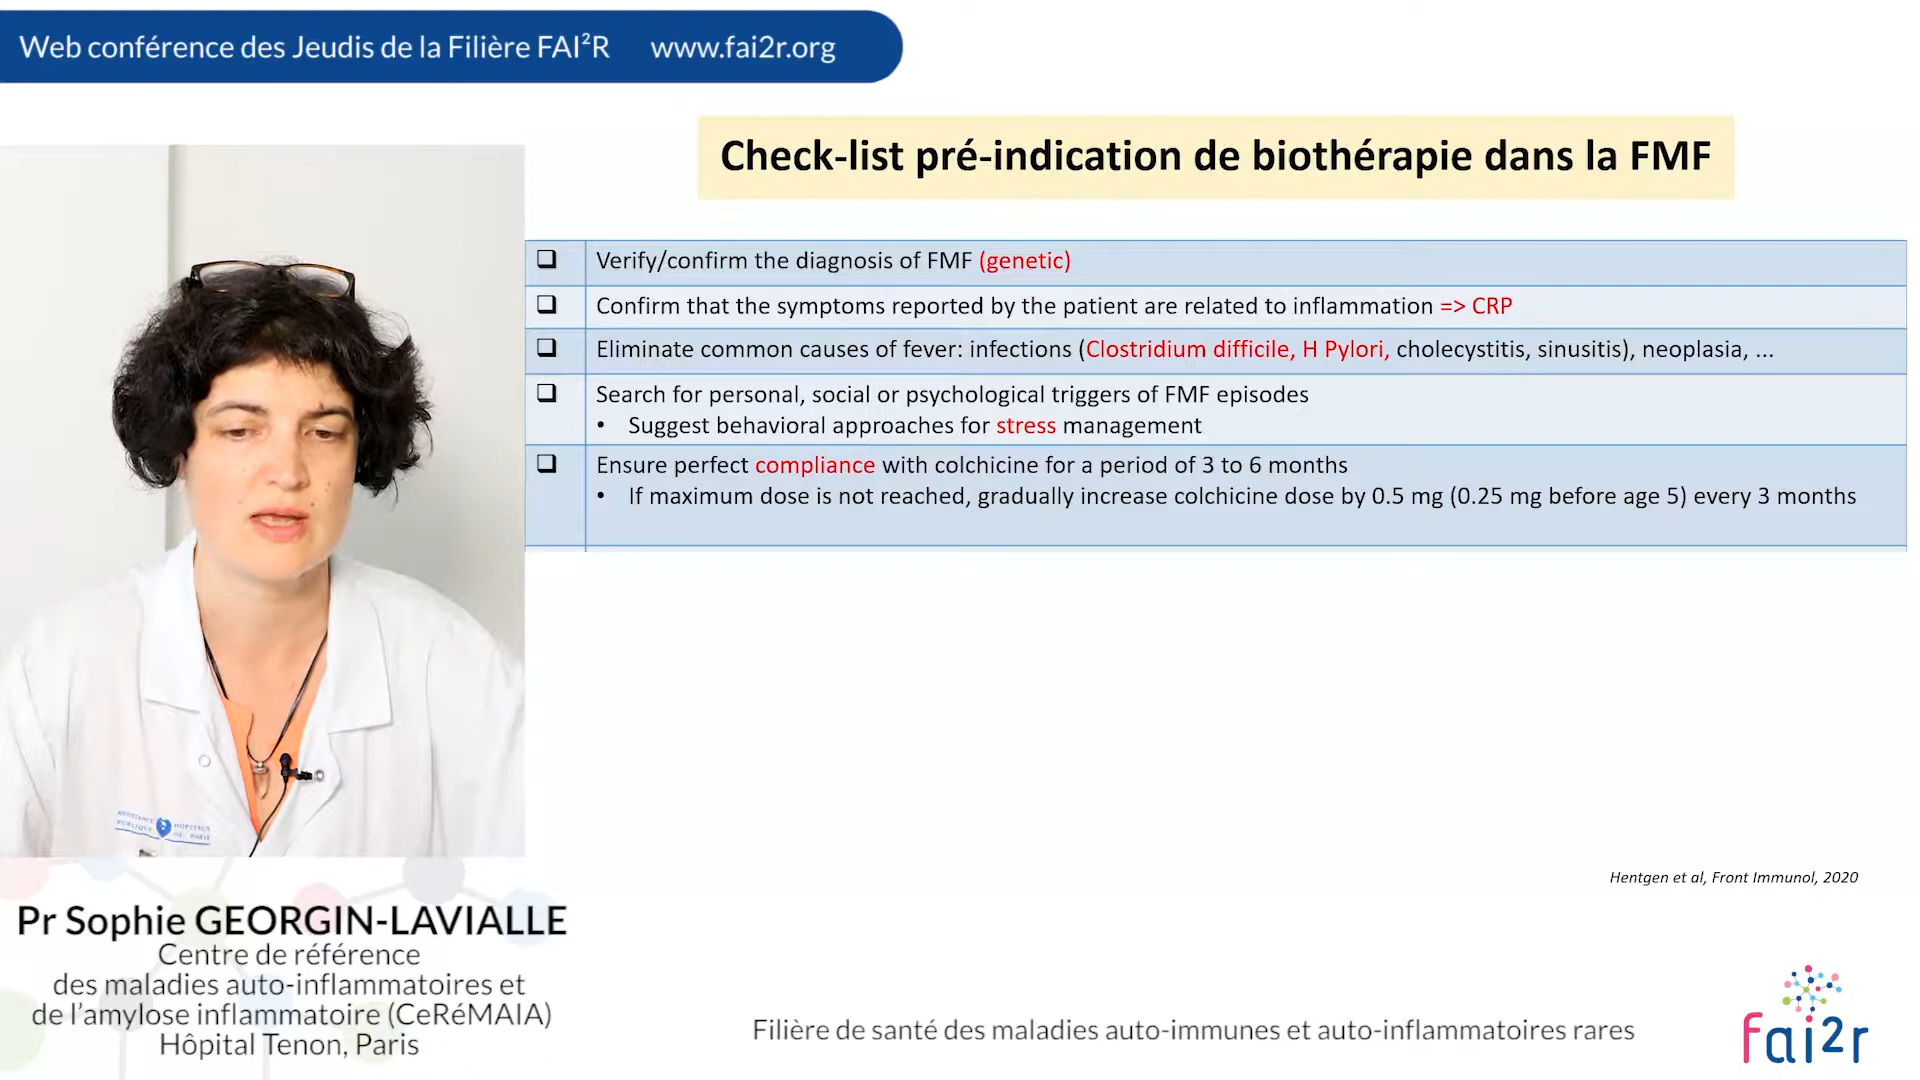 Web conférence des Jeudis de la Filière FAI²R www.fai2r.org
Check-list pré-indication de biothérapie dans la FMF
❑ Verify/confirm the diagnosis of FMF (genetic)
❑ Confirm that the symptoms reported by the patient are related to inflammation => CRP
❑ Eliminate common causes of fever: infections (Clostridium difficile, H Pylori, cholecystitis, sinusitis), neoplasia, ...
❑ Search for personal, social or psychological triggers of FMF episodes
• Suggest behavioral approaches for stress management
❑ Ensure perfect compliance with colchicine for a period of 3 to 6 months
• If maximum dose is not reached, gradually increase colchicine dose by 0.5 mg (0.25 mg before age 5) every 3 months
ASSISTANCE HÔPITAUX
PUBLIQUE DE PARIS
Hentgen et al, Front Immunol, 2020
Pr Sophie GEORGIN-LAVIALLE
Centre de référence
des maladies auto-inflammatoires et
de l'amylose inflammatoire (CeRéMAIA)
Hôpital Tenon, Paris
Filière de santé des maladies auto-immunes et auto-inflammatoires rares
fai2r